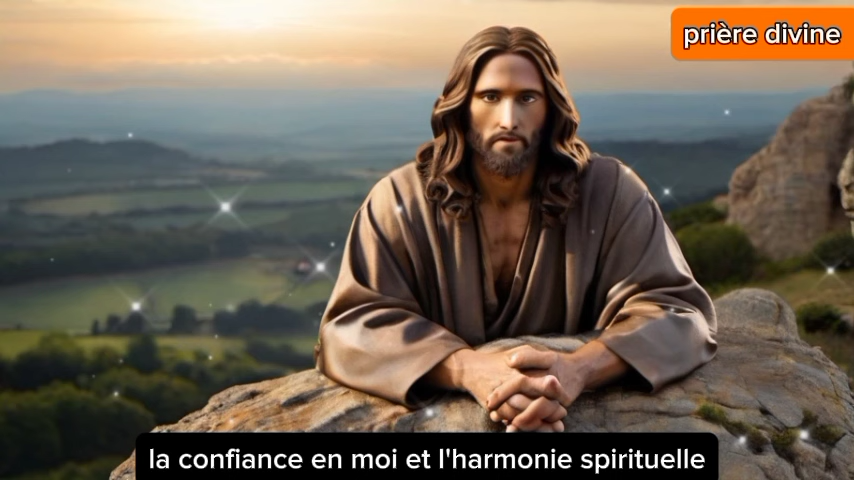 prière divine
la confiance en moi et l'harmonie spirituelle